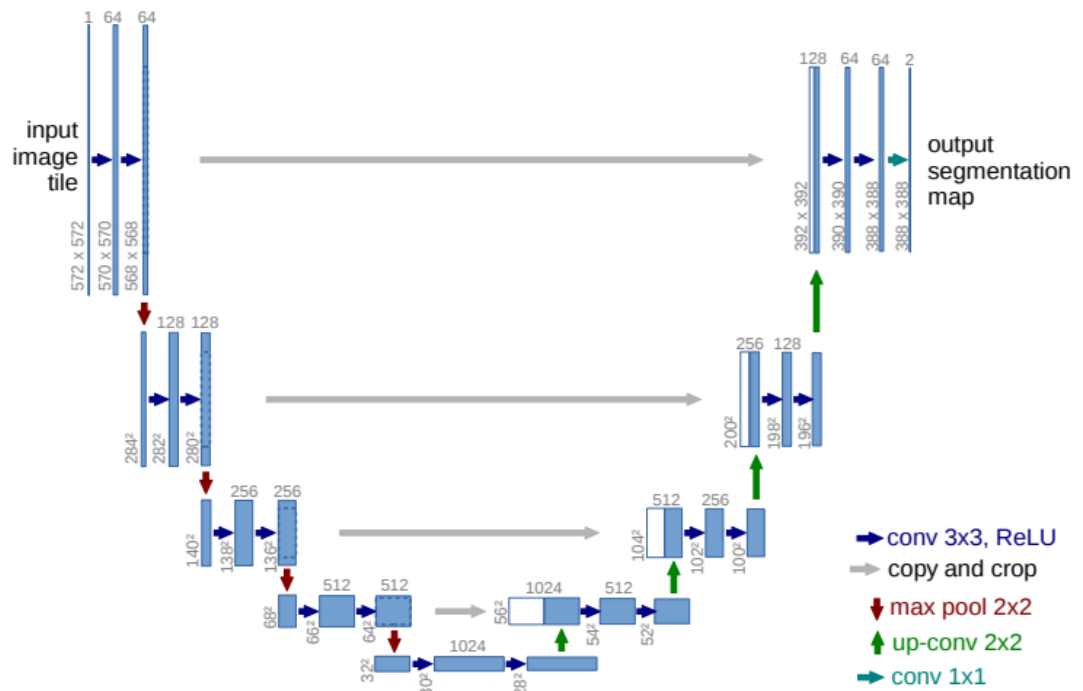 1 64 64
128 64 64 2
input
image
tile
output
segmentation
map
572 x 572
570 x 570
568 x 568
392 x 392
390 x 390
388 x 388
388 x 388
128 128
256 128
284²
282²
280²
200²
198²
196²
256 256
512 256
140²
138²
136²
104²
102²
100²
512 512
1024 512
68²
66²
64²
56²
54²
52²
1024
32²
30²
28²
conv 3x3, ReLU
copy and crop
max pool 2x2
up-conv 2x2
conv 1x1